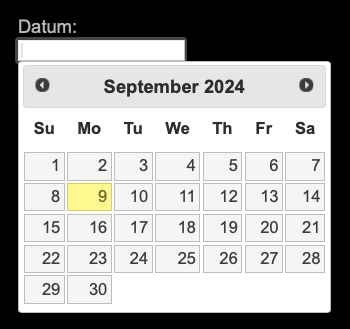 Datum:
September 2024
Su Mo Tu We Th Fr Sa
1 2 3 4 5 6 7
8 9 10 11 12 13 14
15 16 17 18 19 20 21
22 23 24 25 26 27 28
29 30